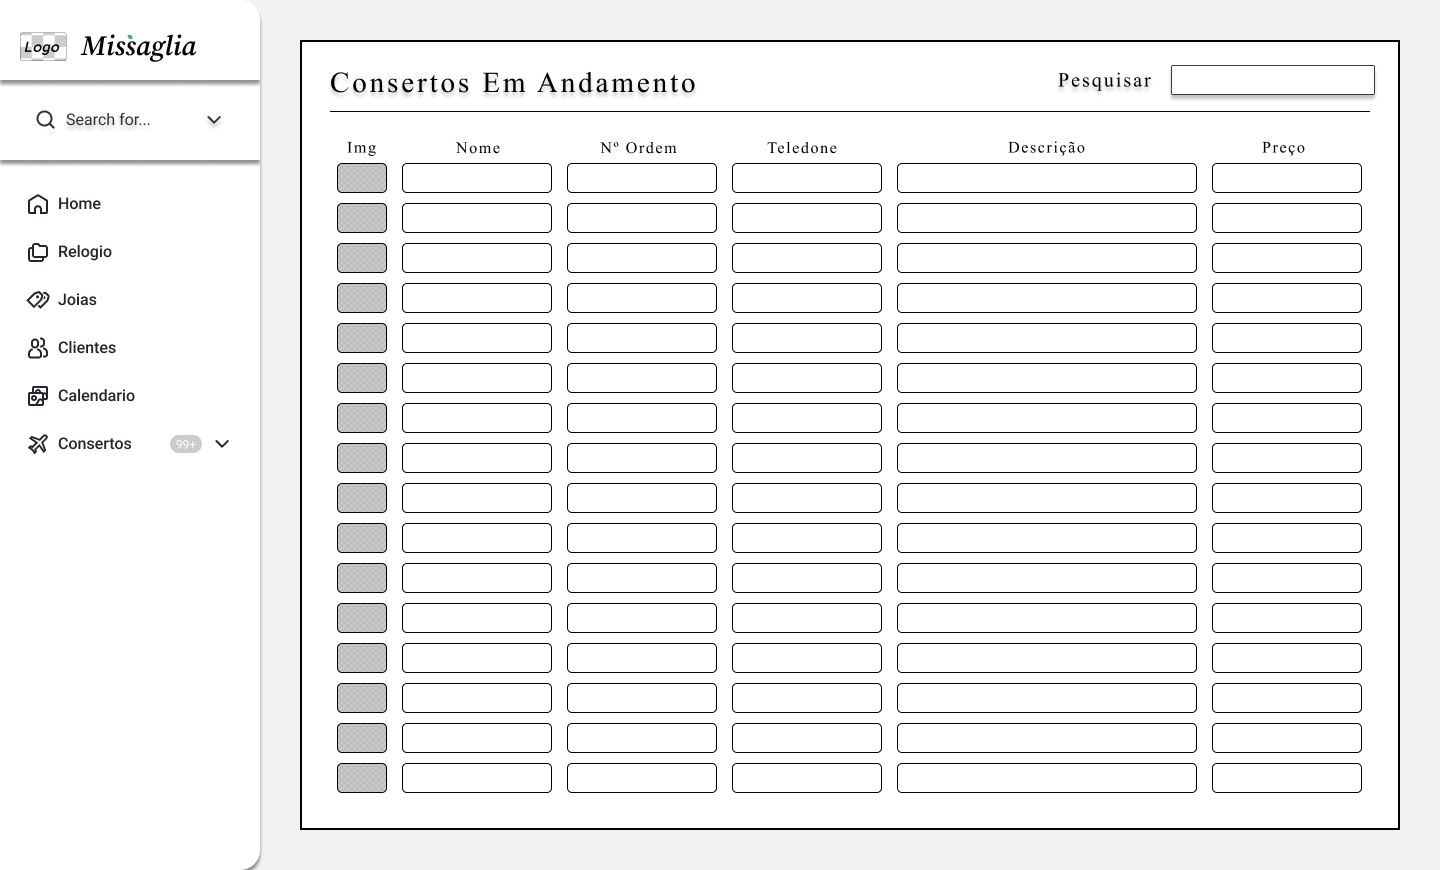 Logo Missaglia
Search for...
Home
Relogio
Joias
Clientes
Calendario
Consertos 99+
Consertos Em Andamento Pesquisar
Img Nome Nº Ordem Teledone Descrição Preço